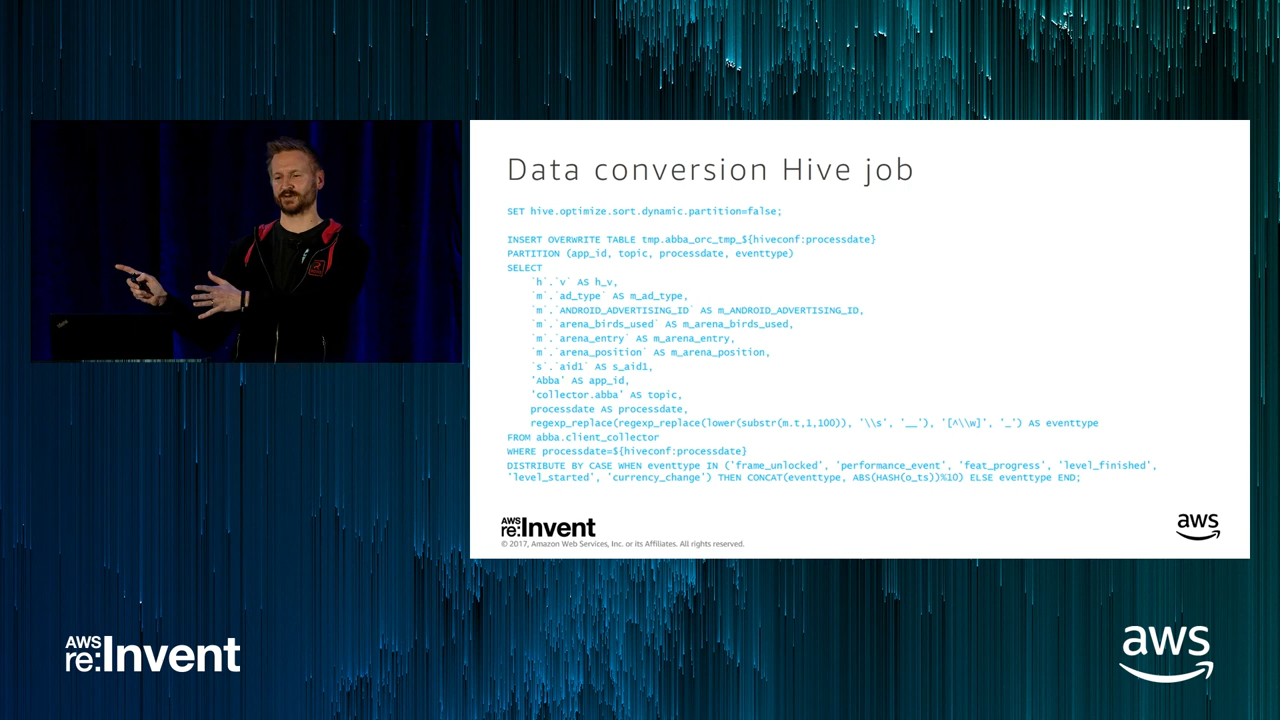 Data conversion Hive job
SET hive.optimize.sort.dynamic.partition=false;
INSERT OVERWRITE TABLE tmp.abba_orc_tmp_${hiveconf:processdate}
PARTITION (app_id, topic, processdate, eventtype)
SELECT
`h`.`v` AS h_v,
`m`.`ad_type` AS m_ad_type,
`m`.`ANDROID_ADVERTISING_ID` AS m_ANDROID_ADVERTISING_ID,
`m`.`arena_birds_used` AS m_arena_birds_used,
`m`.`arena_entry` AS m_arena_entry,
`m`.`arena_position` AS m_arena_position,
`s`.`aid1` AS s_aid1,
'Abba' AS app_id,
'collector.abba' AS topic,
processdate AS processdate,
regexp_replace(regexp_replace(lower(substr(m.t,1,100)), '\\s', '__'), '[^\\w]', '_') AS eventtype
FROM abba.client_collector
WHERE processdate=${hiveconf:processdate}
DISTRIBUTE BY CASE WHEN eventtype IN ('frame_unlocked', 'performance_event', 'feat_progress', 'level_finished',
'level_started', 'currency_change') THEN CONCAT(eventtype, ABS(HASH(o_ts))%10) ELSE eventtype END;
AWS
re:Invent
© 2017, Amazon Web Services, Inc. or its Affiliates. All rights reserved.
aws
AWS
re:Invent
aws